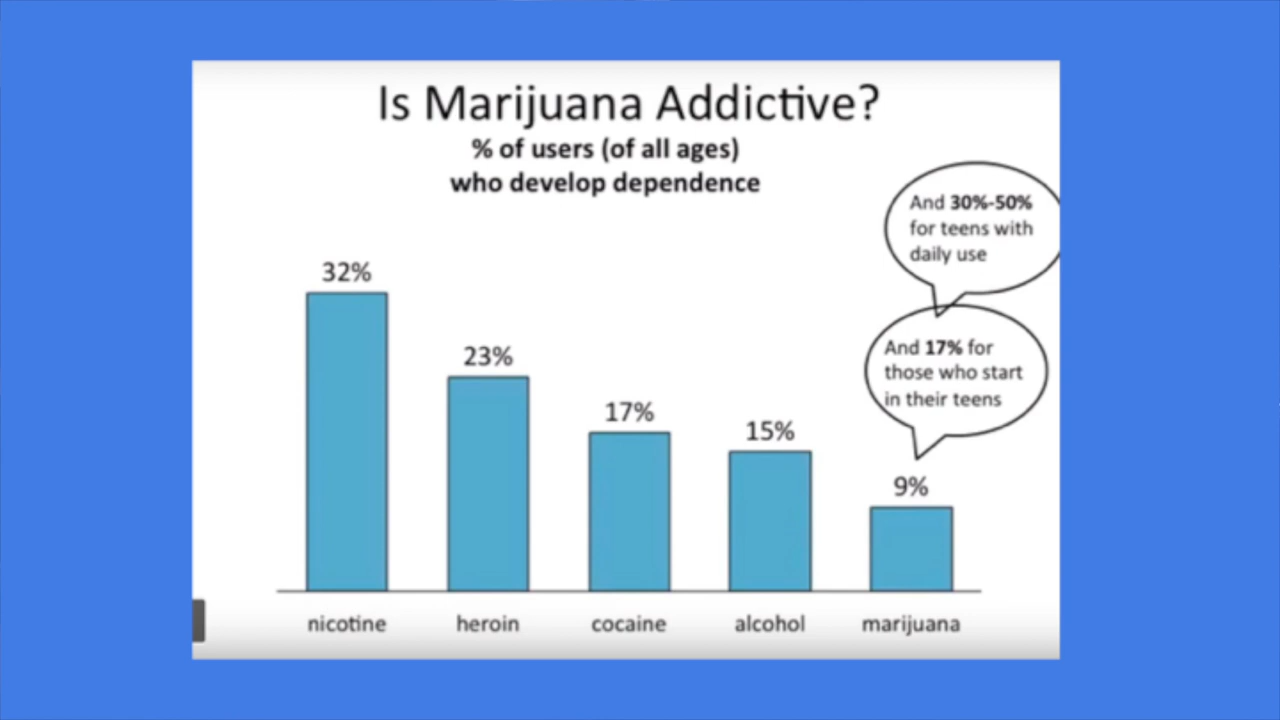 Is Marijuana Addictive?
% of users (of all ages)
who develop dependence
And 30%-50%
for teens with
daily use
And 17% for
those who start
in their teens
32%
23%
17%
15%
9%
nicotine
heroin
cocaine
alcohol
marijuana